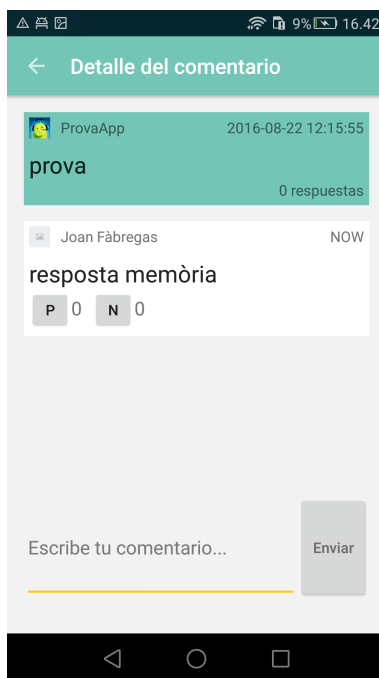 9% 16.42
Detalle del comentario
ProvaApp 2016-08-22 12:15:55
prova
0 respuestas
Joan Fàbregas NOW
resposta memòria
P 0 N 0
Escribe tu comentario... Enviar